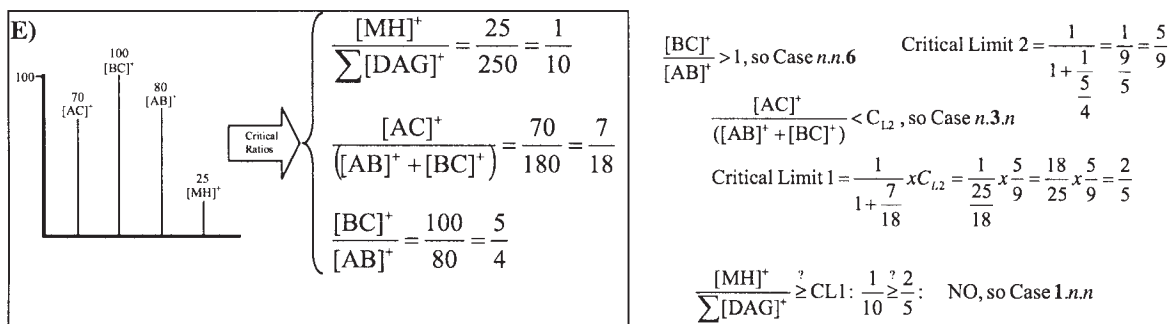 E)
100
70
[AC]⁺
100
[BC]⁺
80
[AB]⁺
25
[MH]⁺
Critical
Ratios
[MH]⁺ / ∑[DAG]⁺ = 25/250 = 1/10
[AC]⁺ / ([AB]⁺ + [BC]⁺) = 70/180 = 7/18
[BC]⁺ / [AB]⁺ = 100/80 = 5/4
[BC]⁺ / [AB]⁺ > 1, so Case n.n.6 Critical Limit 2 = 1 / (1 + 1/(5/4)) = 1/(9/5) = 5/9
[AC]⁺ / ([AB]⁺ + [BC]⁺) < C_L2 , so Case n.3.n
Critical Limit 1 = 1/(1 + 7/18) x C_L2 = 1/(25/18) x 5/9 = 18/25 x 5/9 = 2/5
[MH]⁺ / ∑[DAG]⁺ ≥? CL1: 1/10 ≥? 2/5: NO, so Case 1.n.n